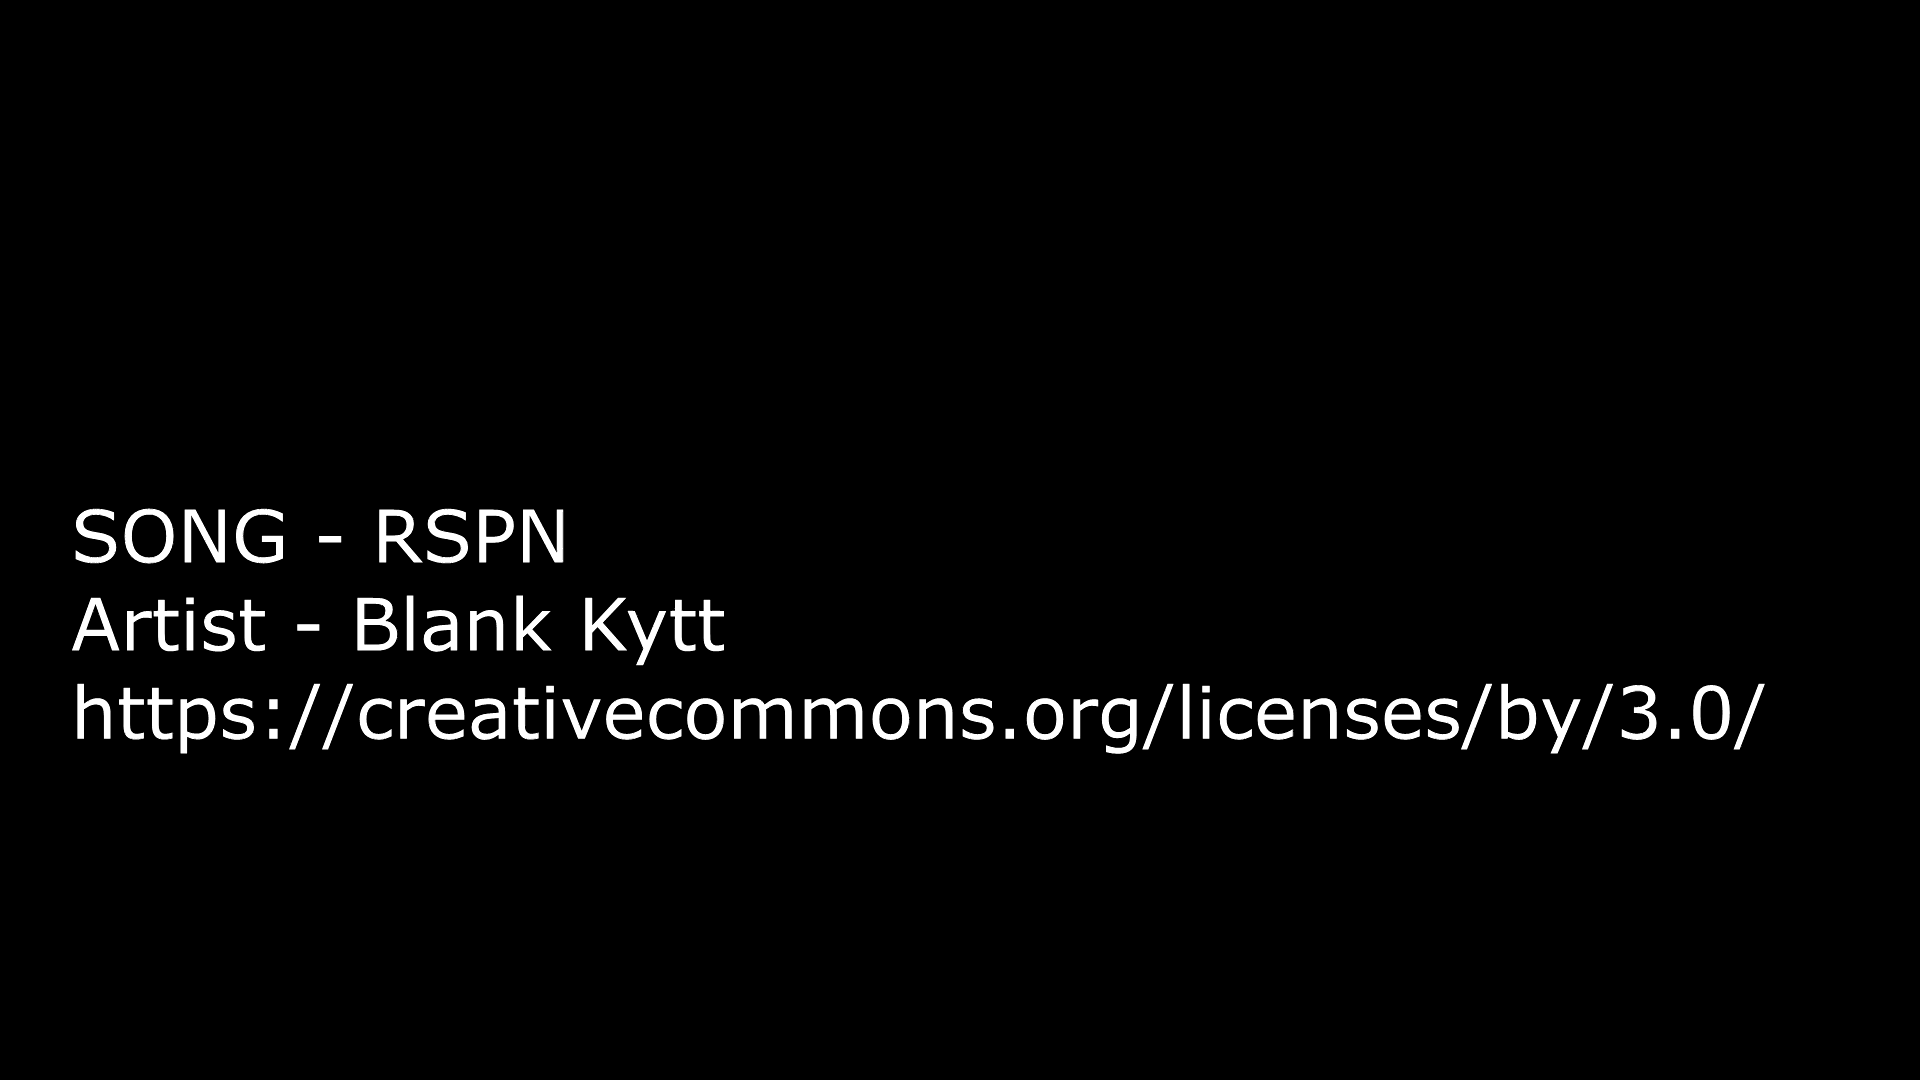 SONG - RSPN
Artist - Blank Kytt
https://creativecommons.org/licenses/by/3.0/